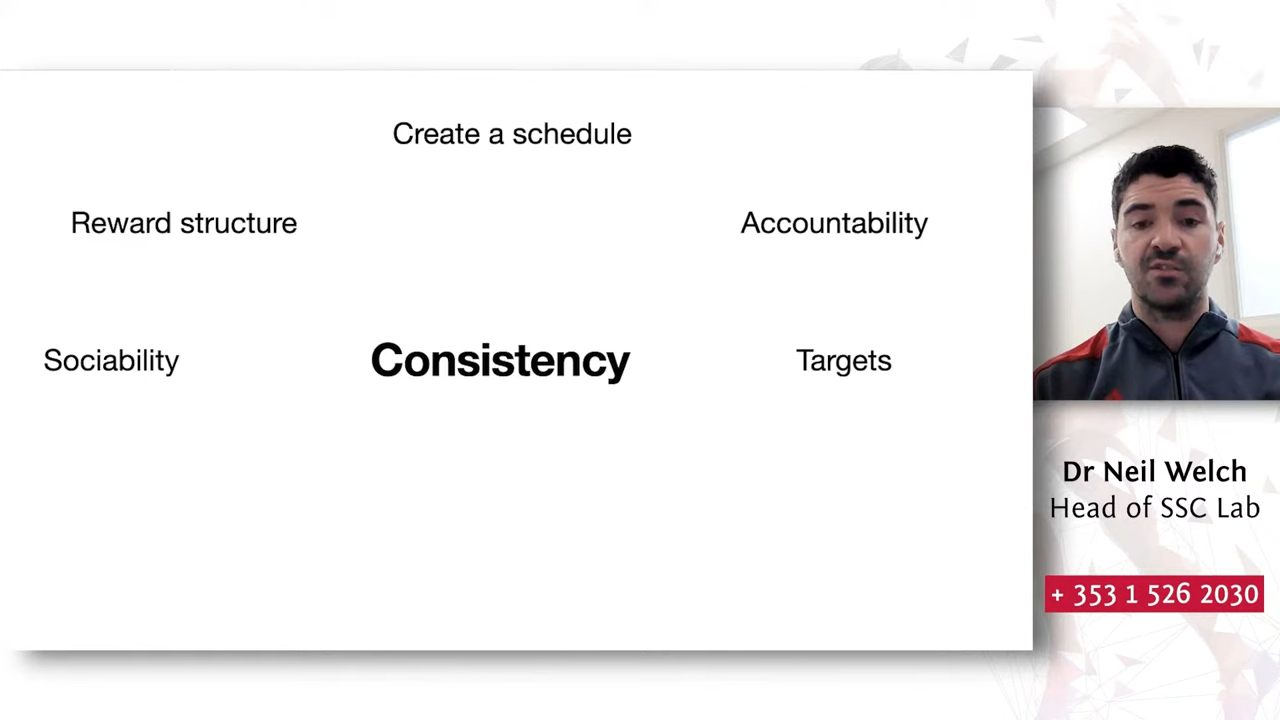 Create a schedule
Reward structure
Accountability
Sociability
Consistency
Targets
Dr Neil Welch
Head of SSC Lab
+ 353 1 526 2030